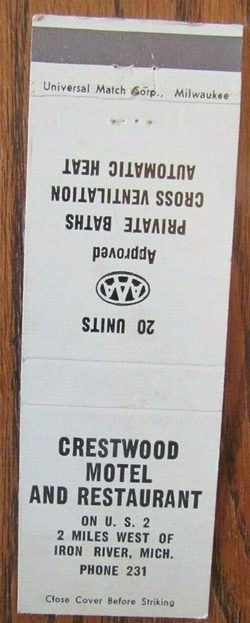 Universal Match Corp., Milwaukee
20 UNITS
AAA
Approved
PRIVATE BATHS
CROSS VENTILATION
AUTOMATIC HEAT
CRESTWOOD
MOTEL
AND RESTAURANT
ON U. S. 2
2 MILES WEST OF
IRON RIVER, MICH.
PHONE 231
Close Cover Before Striking